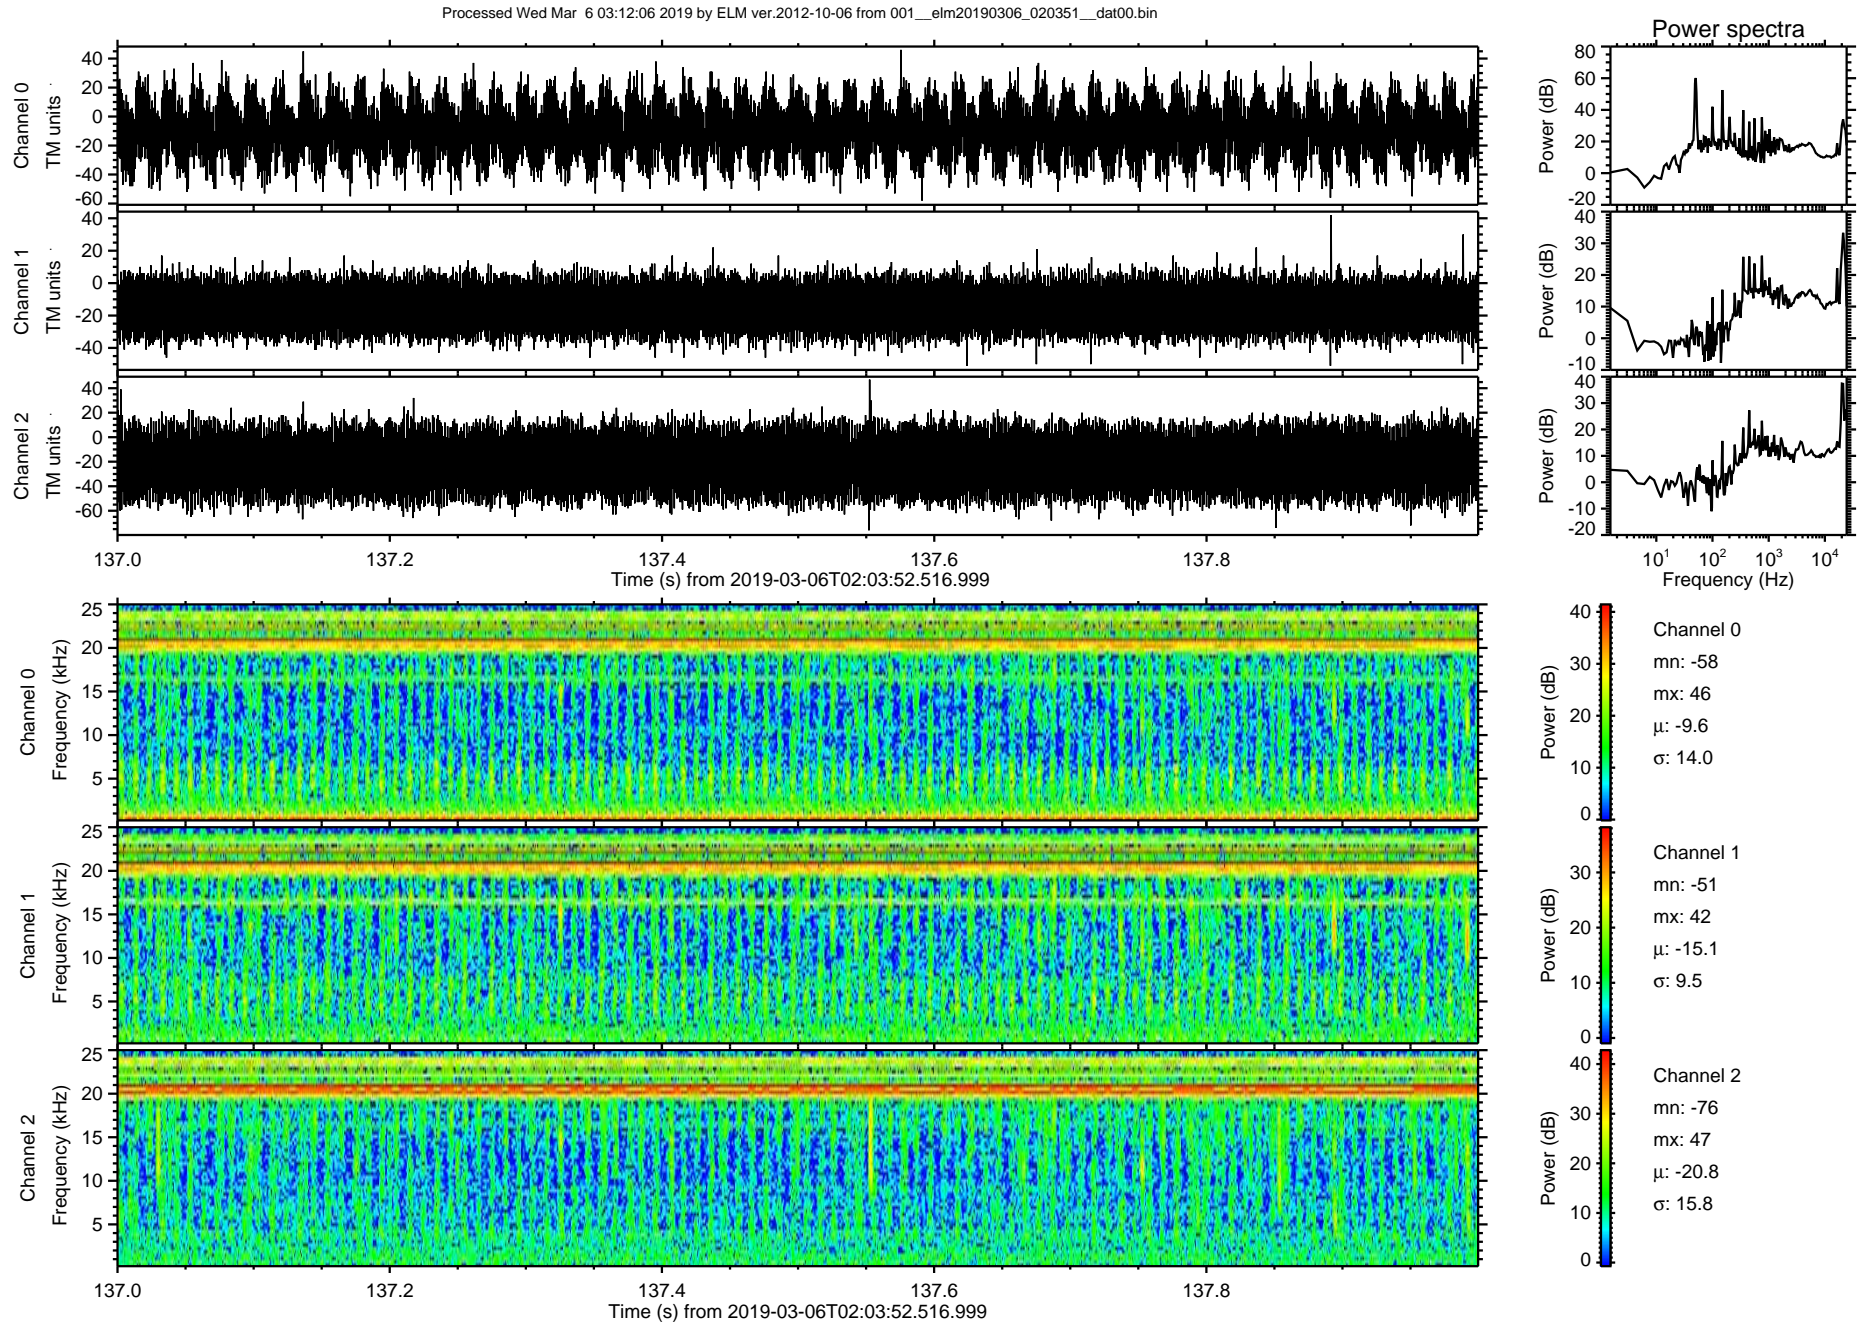 Processed Wed Mar  6 03:12:06 2019 by ELM ver.2012-10-06 from 001__elm20190306_020351__dat00.bin
Power spectra
Channel 0
TM units
40
20
0
-20
-40
-60
Power (dB)
80
60
40
20
0
-20
Channel 1
TM units
40
20
0
-20
-40
Power (dB)
40
30
20
10
0
-10
Channel 2
TM units
40
20
0
-20
-40
-60
Power (dB)
40
30
20
10
0
-10
-20
137.0 137.2 137.4 137.6 137.8
Time (s) from 2019-03-06T02:03:52.516.999
10¹ 10² 10³ 10⁴
Frequency (Hz)
Channel 0
Frequency (kHz)
25
20
15
10
5
Power (dB)
40
30
20
10
0
Channel 0
mn: -58
mx: 46
μ: -9.6
σ: 14.0
Channel 1
Frequency (kHz)
25
20
15
10
5
Power (dB)
30
20
10
0
Channel 1
mn: -51
mx: 42
μ: -15.1
σ: 9.5
Channel 2
Frequency (kHz)
25
20
15
10
5
Power (dB)
40
30
20
10
0
Channel 2
mn: -76
mx: 47
μ: -20.8
σ: 15.8
137.0 137.2 137.4 137.6 137.8
Time (s) from 2019-03-06T02:03:52.516.999